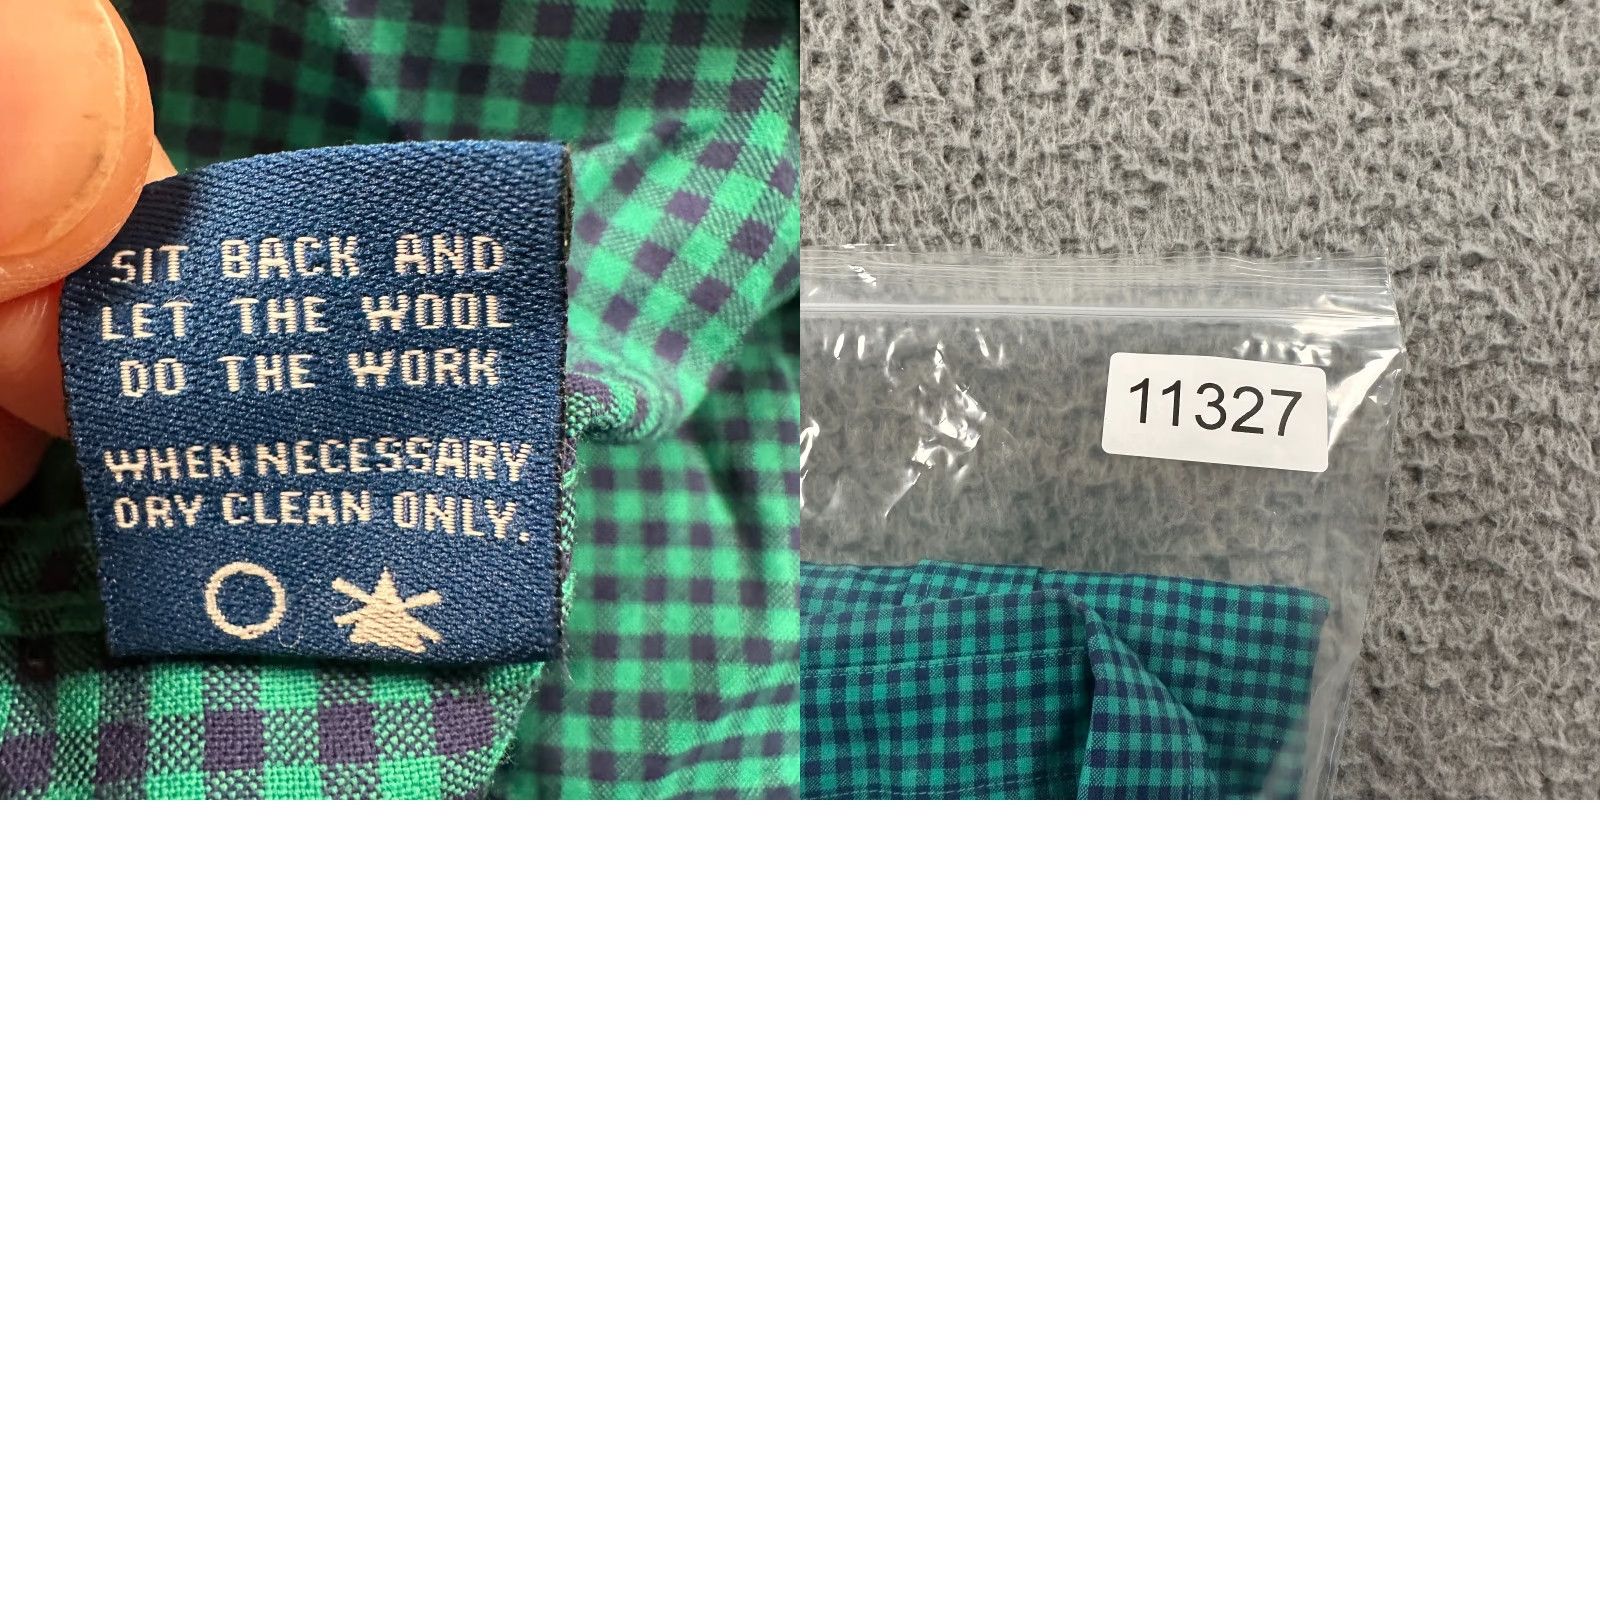 SIT BACK AND
LET THE WOOL
DO THE WORK
WHEN NECESSARY
DRY CLEAN ONLY.
11327